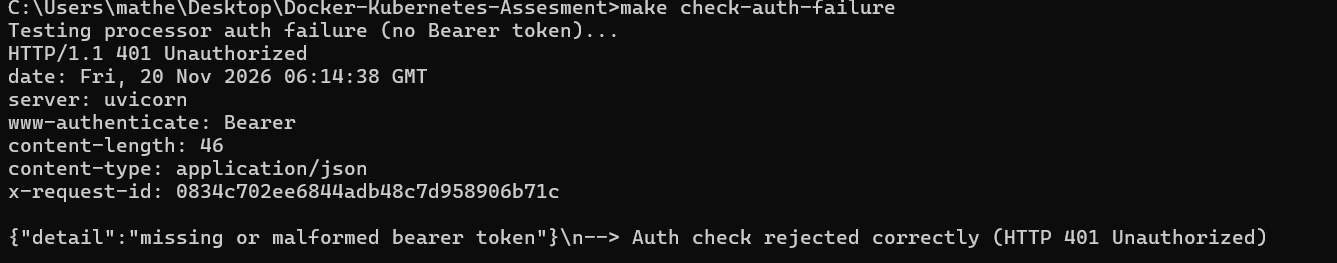 C:\Users\mathe\Desktop\Docker-Kubernetes-Assesment>make check-auth-failure
Testing processor auth failure (no Bearer token)...
HTTP/1.1 401 Unauthorized
date: Fri, 20 Nov 2026 06:14:38 GMT
server: uvicorn
www-authenticate: Bearer
content-length: 46
content-type: application/json
x-request-id: 0834c702ee6844adb48c7d958906b71c
{"detail":"missing or malformed bearer token"}\n--> Auth check rejected correctly (HTTP 401 Unauthorized)